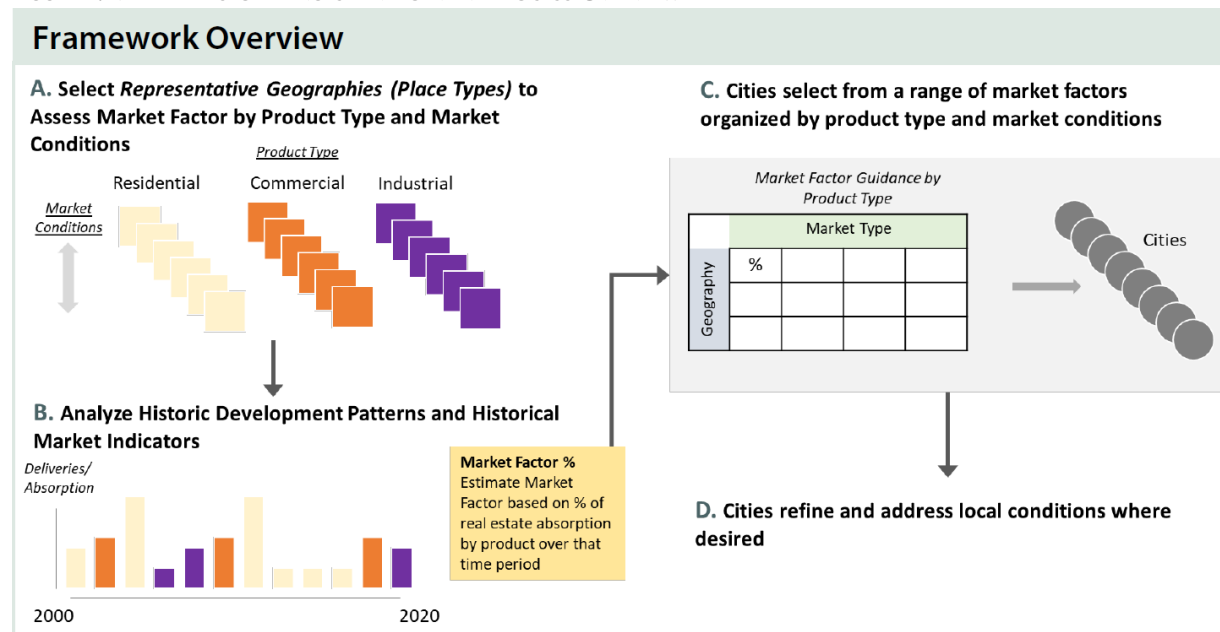 Framework Overview
A. Select Representative Geographies (Place Types) to
Assess Market Factor by Product Type and Market
Conditions
Product Type
Residential
Commercial
Industrial
Market
Conditions
B. Analyze Historic Development Patterns and Historical
Market Indicators
Deliveries/
Absorption
2000
2020
Market Factor %
Estimate Market
Factor based on % of
real estate absorption
by product over that
time period
C. Cities select from a range of market factors
organized by product type and market conditions
Market Factor Guidance by
Product Type
Market Type
Geography
%
Cities
D. Cities refine and address local conditions where
desired